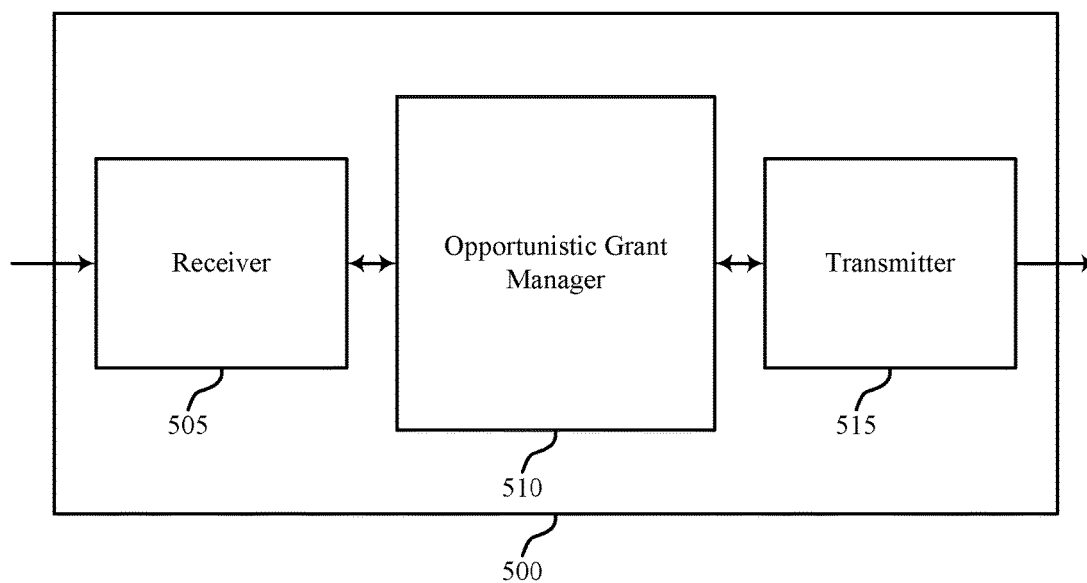 Receiver
Opportunistic Grant
Manager
Transmitter
505
510
515
500